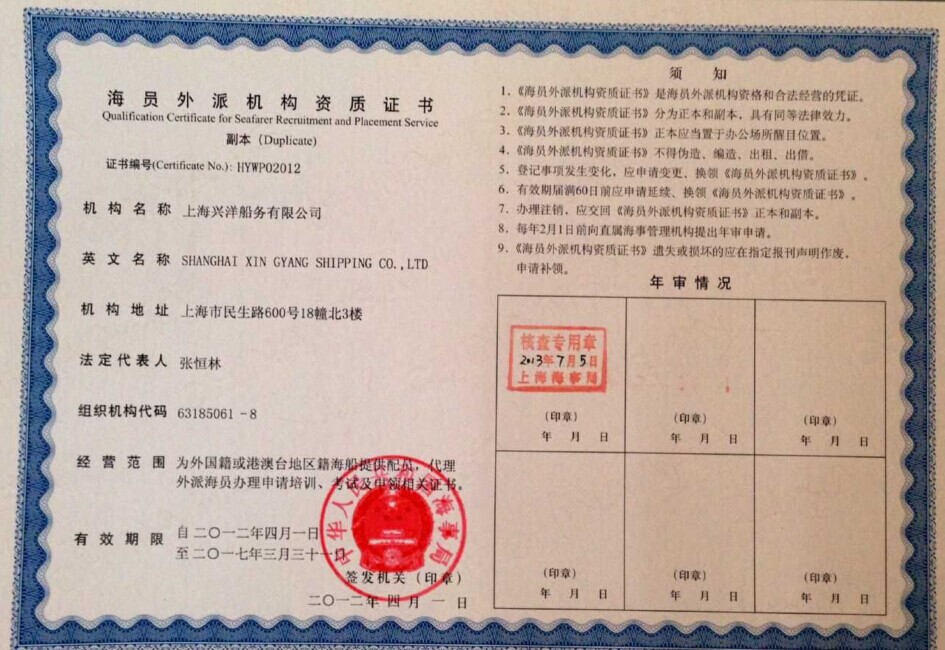 海员外派机构资质证书
Qualification Certificate for Seafarer Recruitment and Placement Service
副本（Duplicate）
证书编号(Certificate No.): HYWP02012
机构名称 上海兴洋船务有限公司
英文名称 SHANGHAI XIN GYANG SHIPPING CO.,LTD
机构地址 上海市民生路600号18幢北3楼
法定代表人 张恒林
组织机构代码 63185061-8
经营范围 为外国籍或港澳台地区籍海船提供配员，代理
外派海员办理申请培训、考试及申领相关证书。
有效期限 自二〇一二年四月一日
至二〇一七年三月三十一日
中华人民共和国海事局
签发机关（印章）
二〇一二年四月一日
须知
1、《海员外派机构资质证书》是海员外派机构资格和合法经营的凭证。
2、《海员外派机构资质证书》分为正本和副本，具有同等法律效力。
3、《海员外派机构资质证书》正本应当置于办公场所醒目位置。
4、《海员外派机构资质证书》不得伪造、编造、出租、出借。
5、登记事项发生变化，应申请变更、换领《海员外派机构资质证书》。
6、有效期届满60日前应申请延续、换领《海员外派机构资质证书》。
7、办理注销，应交回《海员外派机构资质证书》正本和副本。
8、每年2月1日前向直属海事管理机构提出年审申请。
9、《海员外派机构资质证书》遗失或损坏的应在指定报刊声明作废，
申请补领。
年审情况
核查专用章
2013年7月5日
上海海事局
（印章） （印章） （印章）
年 月 日 年 月 日 年 月 日
（印章） （印章） （印章）
年 月 日 年 月 日 年 月 日